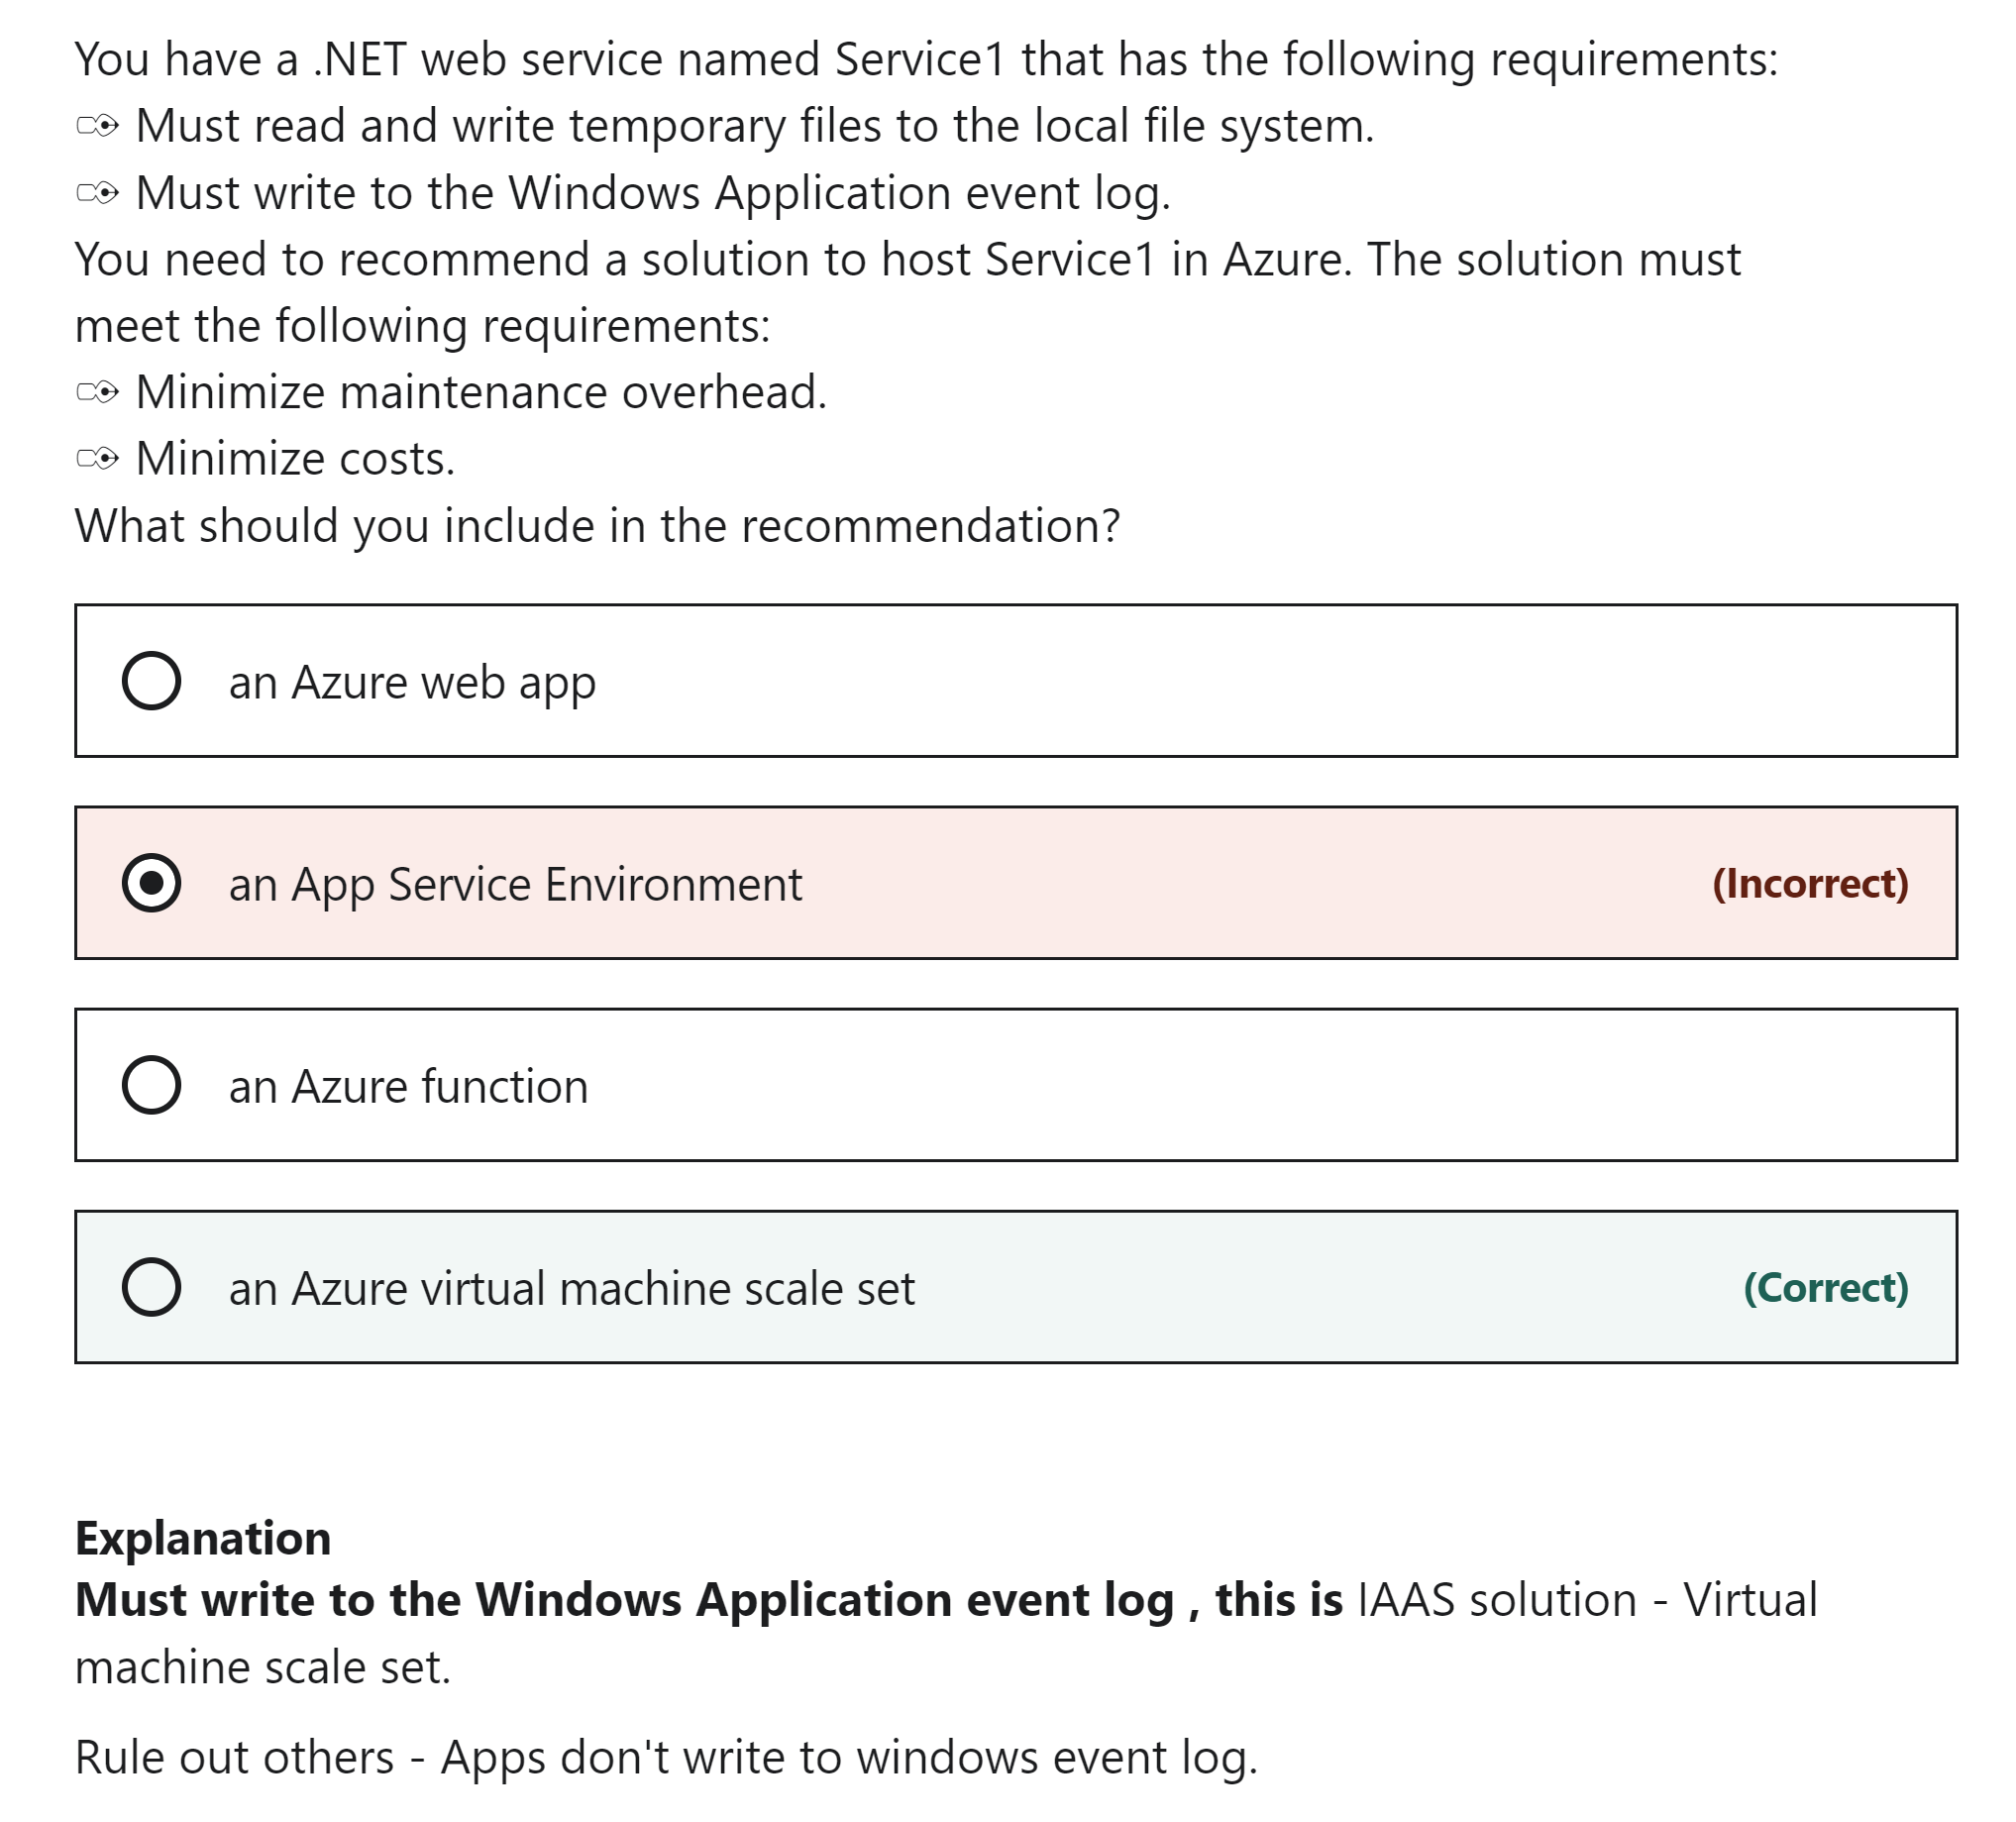 You have a .NET web service named Service1 that has the following requirements:
✑ Must read and write temporary files to the local file system.
✑ Must write to the Windows Application event log.
You need to recommend a solution to host Service1 in Azure. The solution must
meet the following requirements:
✑ Minimize maintenance overhead.
✑ Minimize costs.
What should you include in the recommendation?
an Azure web app
an App Service Environment (Incorrect)
an Azure function
an Azure virtual machine scale set (Correct)
Explanation
Must write to the Windows Application event log , this is IAAS solution - Virtual
machine scale set.
Rule out others - Apps don't write to windows event log.